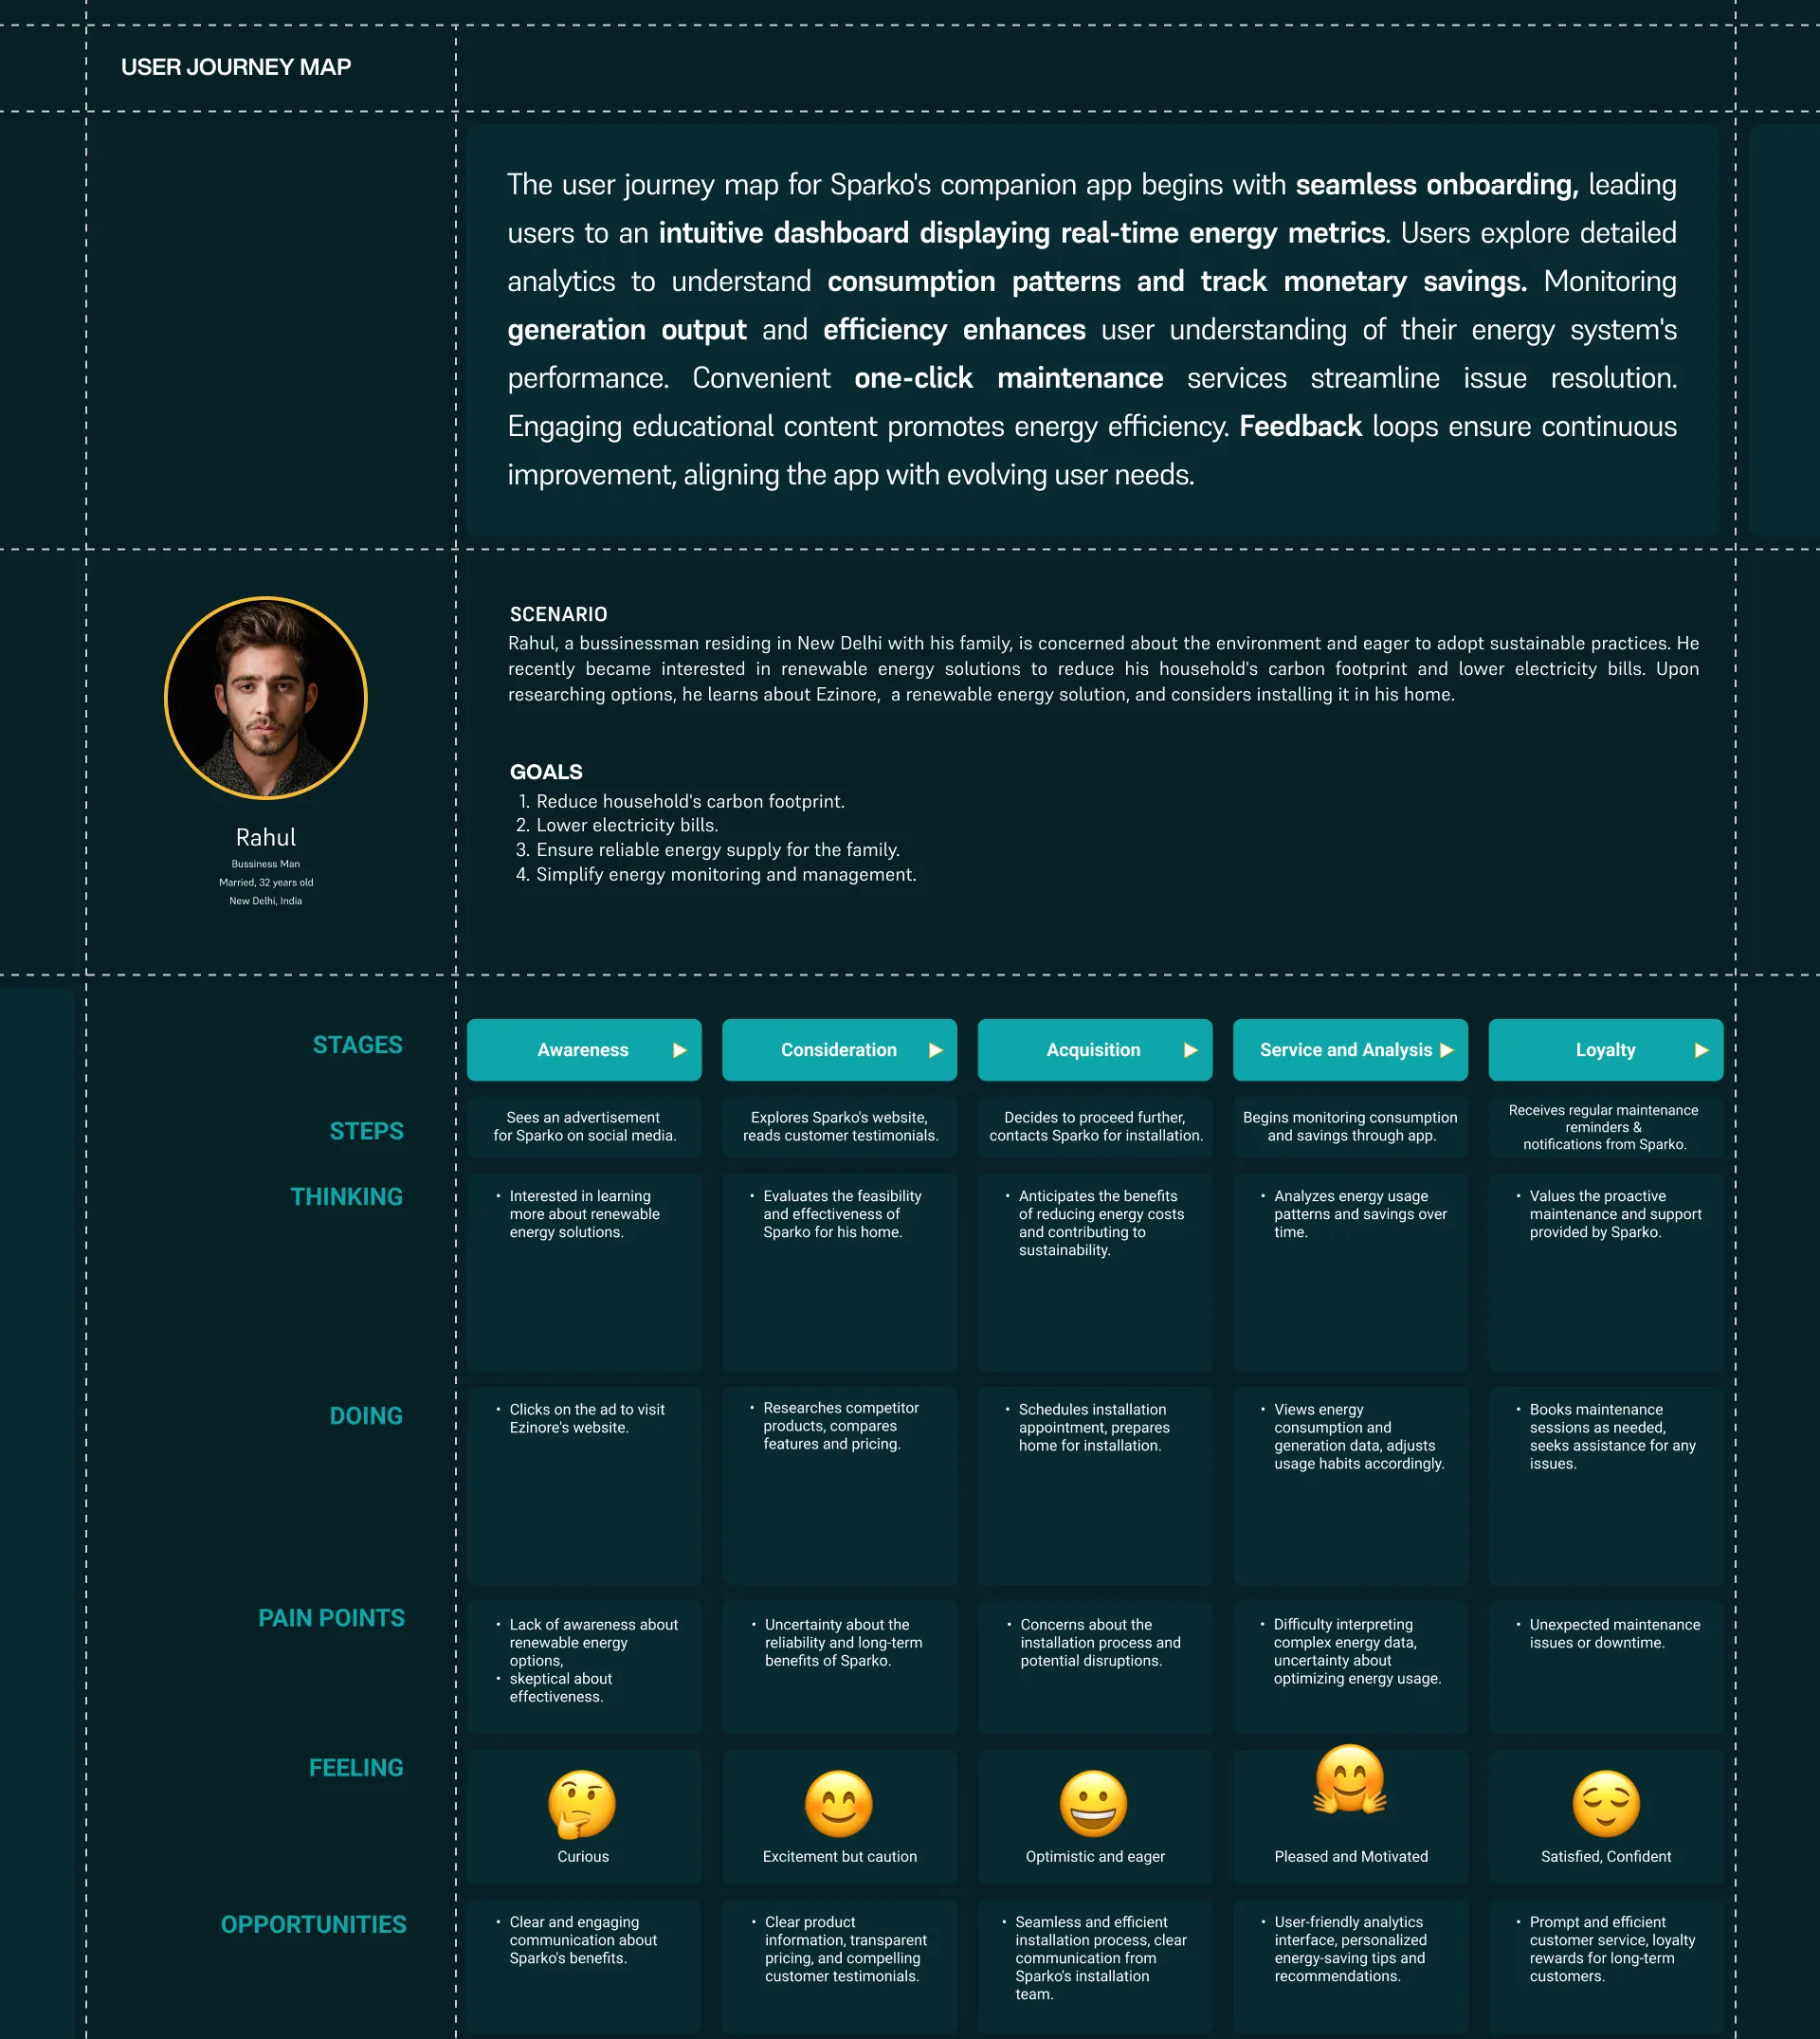 USER JOURNEY MAP
The user journey map for Sparko's companion app begins with seamless onboarding, leading
users to an intuitive dashboard displaying real-time energy metrics. Users explore detailed
analytics to understand consumption patterns and track monetary savings. Monitoring
generation output and efficiency enhances user understanding of their energy system's
performance. Convenient one-click maintenance services streamline issue resolution.
Engaging educational content promotes energy efficiency. Feedback loops ensure continuous
improvement, aligning the app with evolving user needs.
Rahul
Bussiness Man
Married, 32 years old
New Delhi, India
SCENARIO
Rahul, a bussinessman residing in New Delhi with his family, is concerned about the environment and eager to adopt sustainable practices. He
recently became interested in renewable energy solutions to reduce his household's carbon footprint and lower electricity bills. Upon
researching options, he learns about Ezinore,  a renewable energy solution, and considers installing it in his home.
GOALS
1. Reduce household's carbon footprint.
2. Lower electricity bills.
3. Ensure reliable energy supply for the family.
4. Simplify energy monitoring and management.
STAGES
Awareness
Consideration
Acquisition
Service and Analysis
Loyalty
STEPS
Sees an advertisement
for Sparko on social media.
Explores Sparko's website,
reads customer testimonials.
Decides to proceed further,
contacts Sparko for installation.
Begins monitoring consumption
and savings through app.
Receives regular maintenance
reminders &
notifications from Sparko.
THINKING
• Interested in learning
more about renewable
energy solutions.
• Evaluates the feasibility
and effectiveness of
Sparko for his home.
• Anticipates the benefits
of reducing energy costs
and contributing to
sustainability.
• Analyzes energy usage
patterns and savings over
time.
• Values the proactive
maintenance and support
provided by Sparko.
DOING
• Clicks on the ad to visit
Ezinore's website.
• Researches competitor
products, compares
features and pricing.
• Schedules installation
appointment, prepares
home for installation.
• Views energy
consumption and
generation data, adjusts
usage habits accordingly.
• Books maintenance
sessions as needed,
seeks assistance for any
issues.
PAIN POINTS
• Lack of awareness about
renewable energy
options,
• skeptical about
effectiveness.
• Uncertainty about the
reliability and long-term
benefits of Sparko.
• Concerns about the
installation process and
potential disruptions.
• Difficulty interpreting
complex energy data,
uncertainty about
optimizing energy usage.
• Unexpected maintenance
issues or downtime.
FEELING
Curious
Excitement but caution
Optimistic and eager
Pleased and Motivated
Satisfied, Confident
OPPORTUNITIES
• Clear and engaging
communication about
Sparko's benefits.
• Clear product
information, transparent
pricing, and compelling
customer testimonials.
• Seamless and efficient
installation process, clear
communication from
Sparko's installation
team.
• User-friendly analytics
interface, personalized
energy-saving tips and
recommendations.
• Prompt and efficient
customer service, loyalty
rewards for long-term
customers.